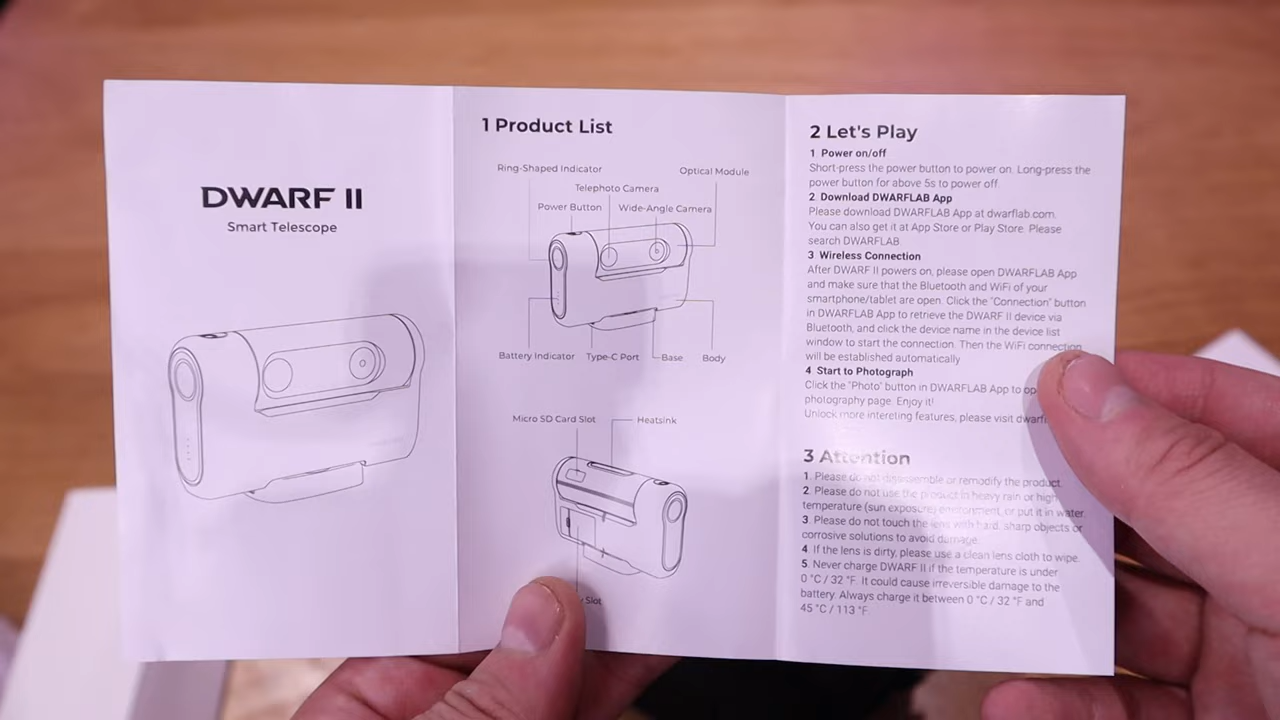 DWARF II
Smart Telescope
1 Product List
Ring-Shaped Indicator
Optical Module
Telephoto Camera
Power Button
Wide-Angle Camera
Battery Indicator
Type-C Port
Base
Body
Micro SD Card Slot
Heatsink
Slot
2 Let's Play
1 Power on/off
Short-press the power button to power on. Long-press the
power button for above 5s to power off.
2 Download DWARFLAB App
Please download DWARFLAB App at dwarflab.com.
You can also get it at App Store or Play Store. Please
search DWARFLAB
3 Wireless Connection
After DWARF II powers on, please open DWARFLAB App
and make sure that the Bluetooth and WiFi of your
smartphone/tablet are open. Click the "Connection" button
in DWARFLAB App to retrieve the DWARF II device via
Bluetooth, and click the device name in the device list
window to start the connection. Then the WiFi connection
will be established automatically
4 Start to Photograph
Click the "Photo" button in DWARFLAB App to
photography page. Enjoy it!
Unlock more intereting features, please visit
3 Attention
1. Please do not disassemble or remodify the product.
2. Please do not use the product in heavy rain or high
temperature (sun exposure) environment, or put it in water.
3. Please do not touch the lens with hard, sharp objects or
corrosive solutions to avoid damage.
4. If the lens is dirty, please use a clean lens cloth to wipe.
5. Never charge DWARF II if the temperature is under
0 °C / 32 °F. It could cause irreversible damage to the
battery. Always charge it between 0 °C / 32 °F and
45 °C / 113 °F.